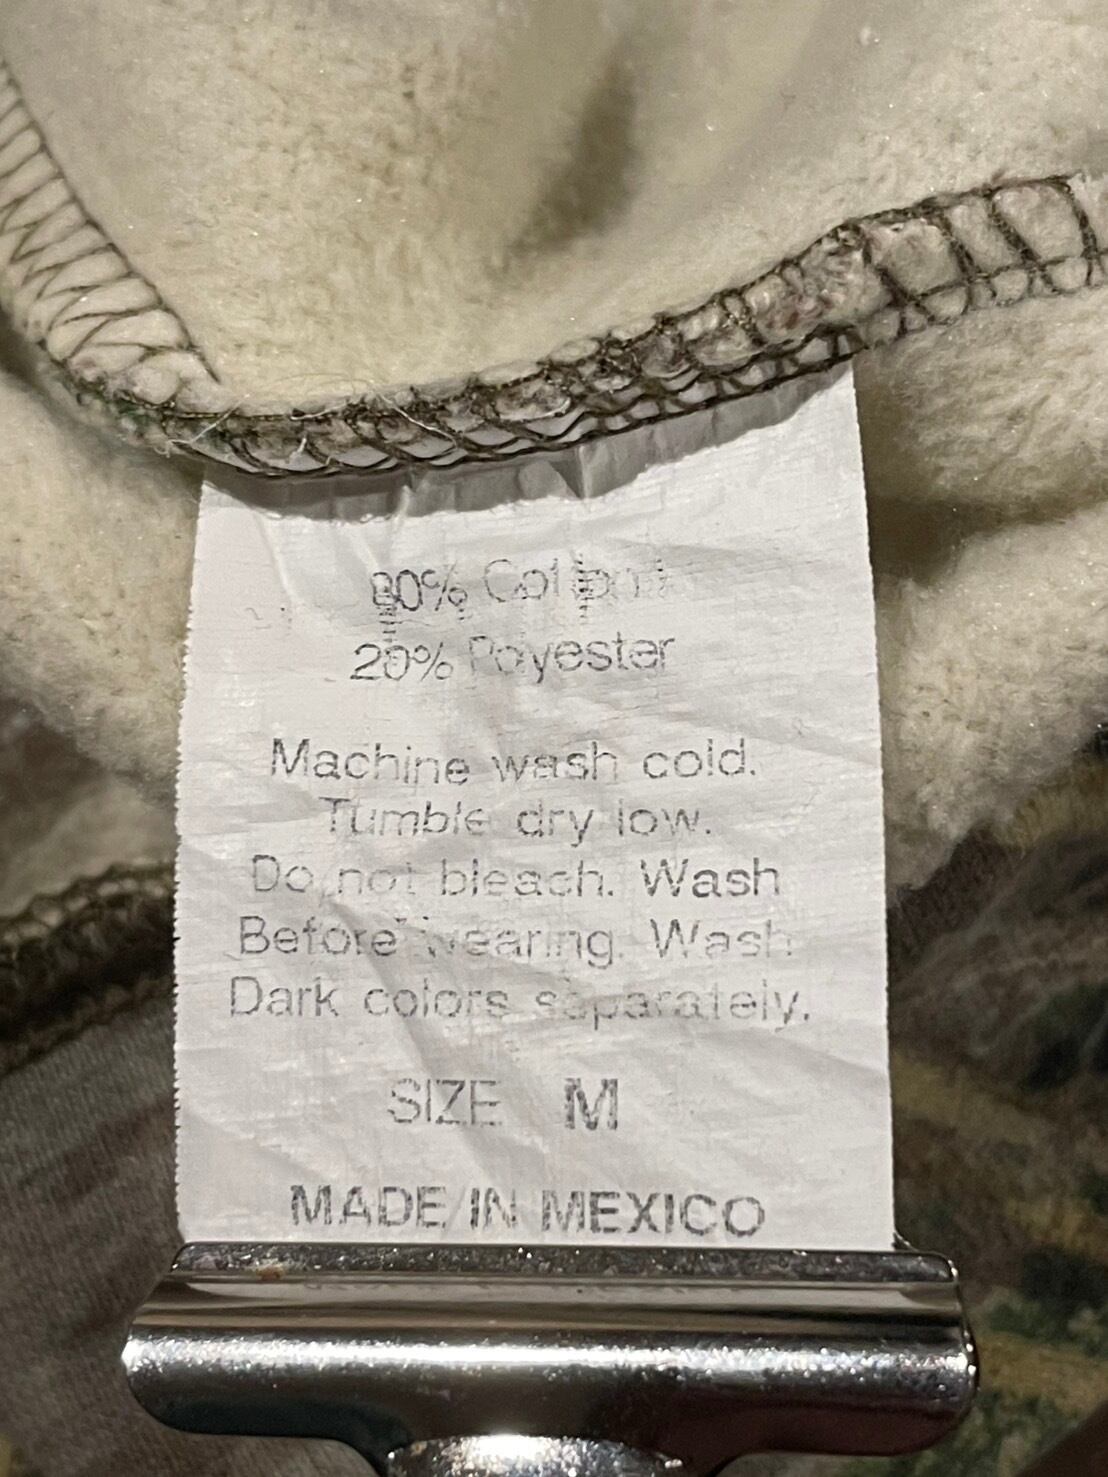 80% Cotton
20% Polyester
Machine wash cold.
Tumble dry low.
Do not bleach. Wash
Before wearing. Wash
Dark colors separately.
SIZE M
MADE IN MEXICO